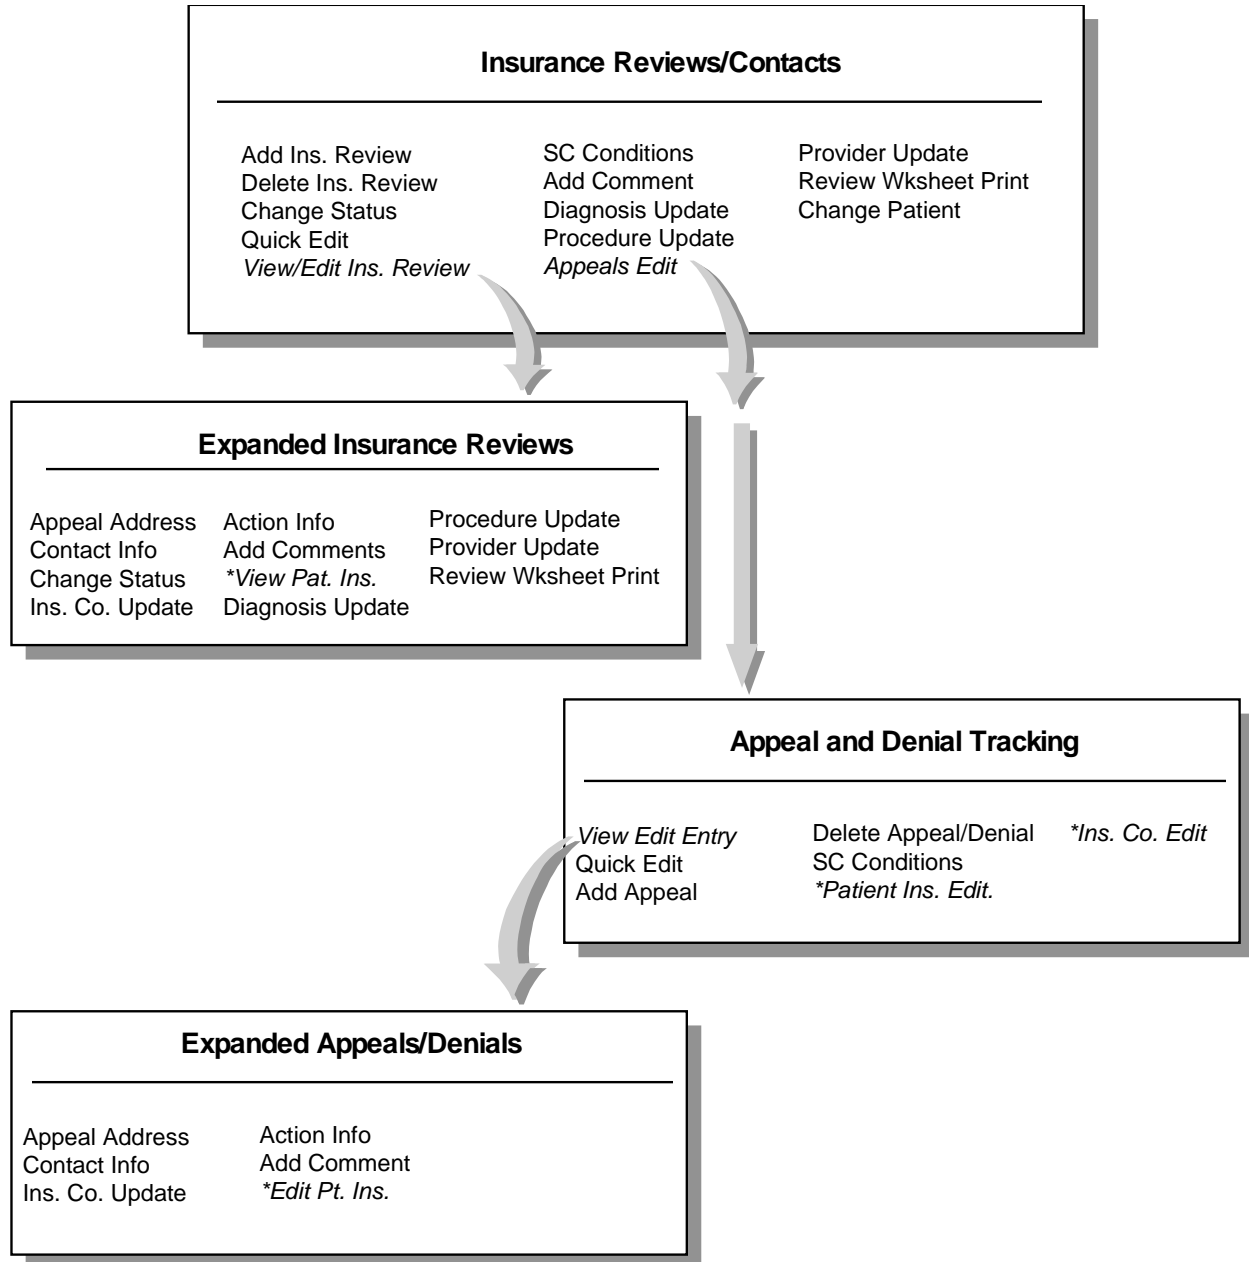 Insurance Reviews/Contacts
Add Ins. Review
Delete Ins. Review
Change Status
Quick Edit
View/Edit Ins. Review
SC Conditions
Add Comment
Diagnosis Update
Procedure Update
Appeals Edit
Provider Update
Review Wksheet Print
Change Patient
Expanded Insurance Reviews
Appeal Address
Contact Info
Change Status
Ins. Co. Update
Action Info
Add Comments
*View Pat. Ins.
Diagnosis Update
Procedure Update
Provider Update
Review Wksheet Print
Appeal and Denial Tracking
View Edit Entry
Quick Edit
Add Appeal
Delete Appeal/Denial
SC Conditions
*Patient Ins. Edit.
*Ins. Co. Edit
Expanded Appeals/Denials
Appeal Address
Contact Info
Ins. Co. Update
Action Info
Add Comment
*Edit Pt. Ins.